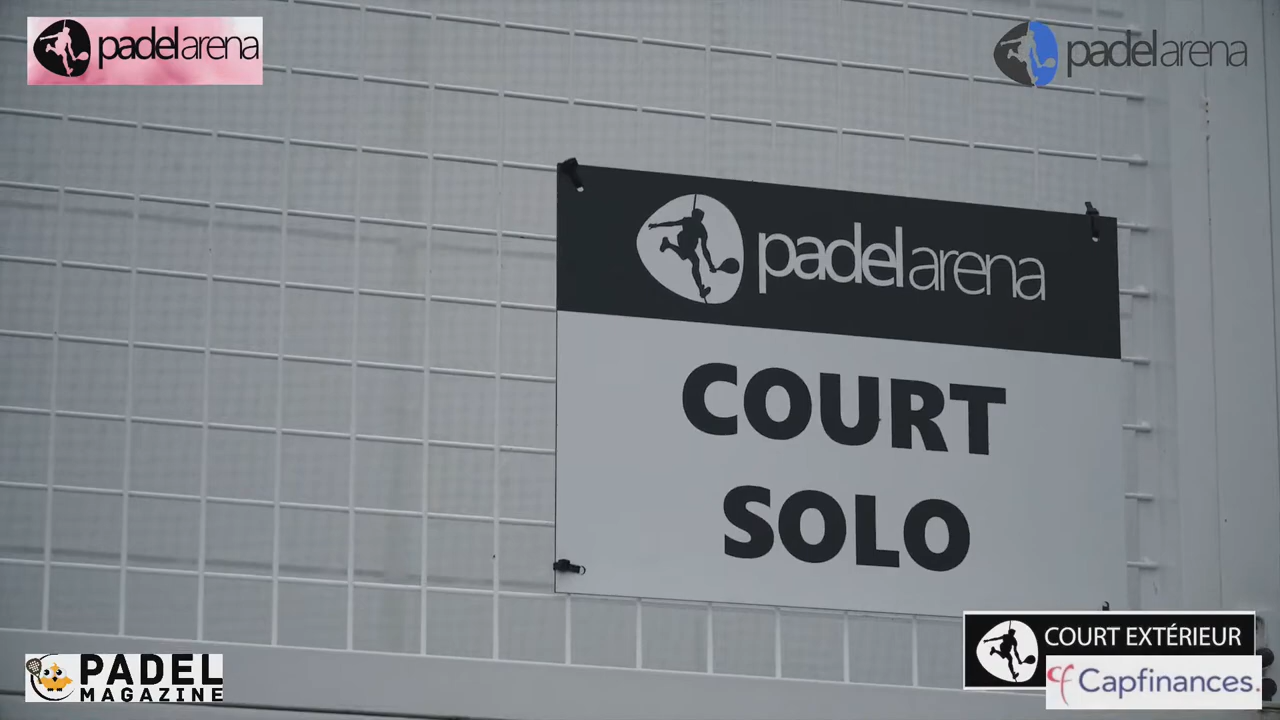 padelarena
padelarena
padelarena
COURT
SOLO
COURT EXTÉRIEUR
Capfinances.
PADEL
MAGAZINE